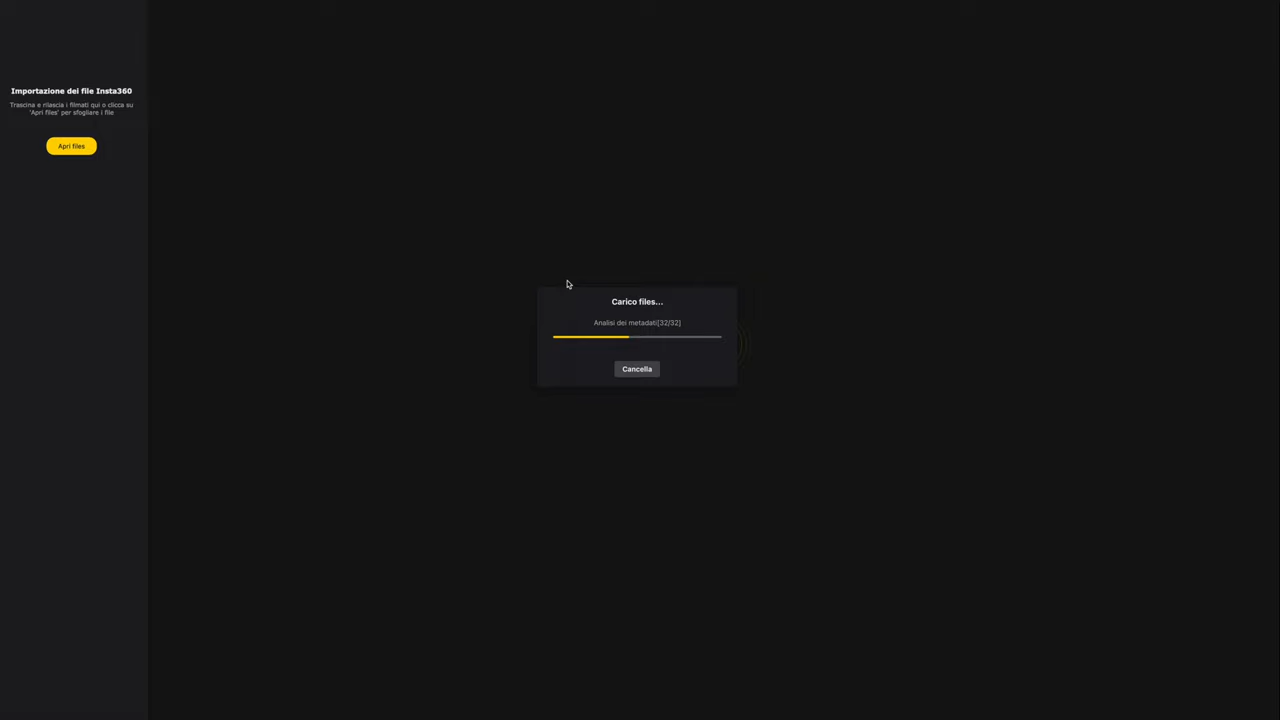 Importazione dei file Insta360
Trascina e rilascia i filmati qui o clicca su
'Apri files' per sfogliare i file
Apri files
Carico files...
Analisi dei metadati[32/32]
Cancella